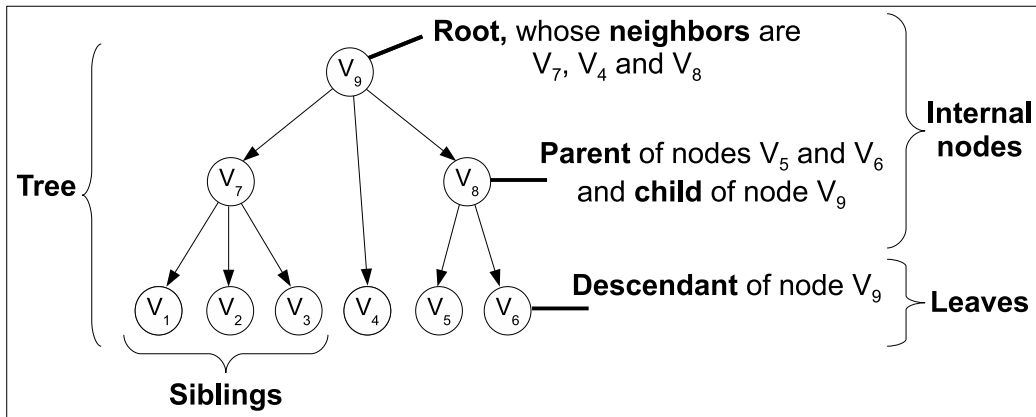 Root, whose neighbors are
V7, V4 and V8
V9
Internal
nodes
Parent of nodes V5 and V6
and child of node V9
Tree
V7
V8
Descendant of node V9
Leaves
V1 V2 V3 V4 V5 V6
Siblings